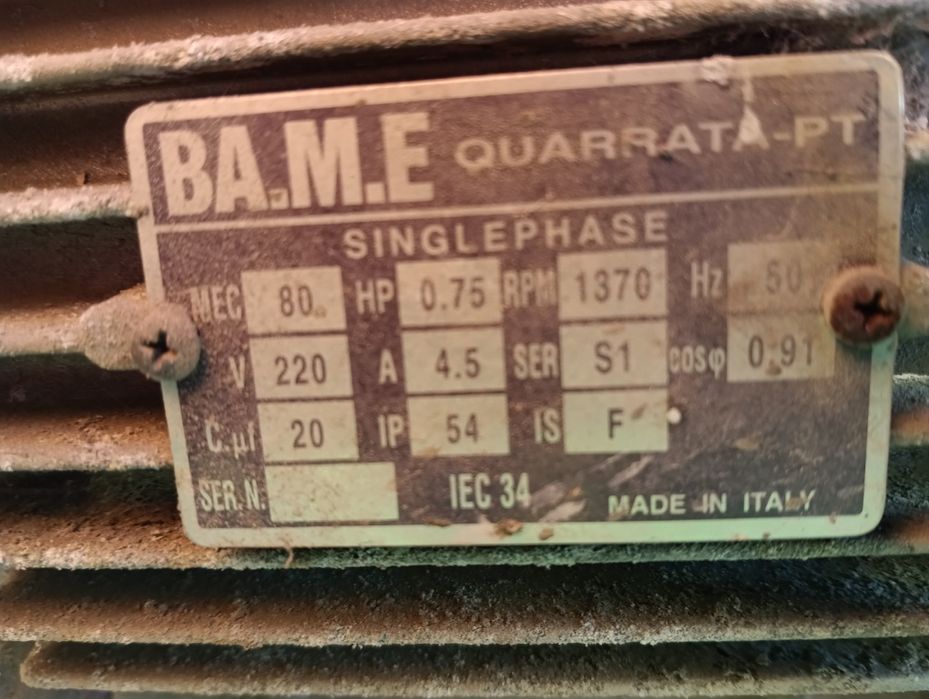 BA.M.E QUARRATA-PT
SINGLEPHASE
MEC 80 HP 0.75 RPM 1370 Hz 50
V 220 A 4.5 SER S1 cosφ 0.91
C.µf 20 IP 54 IS F
SER.N. IEC 34 MADE IN ITALY